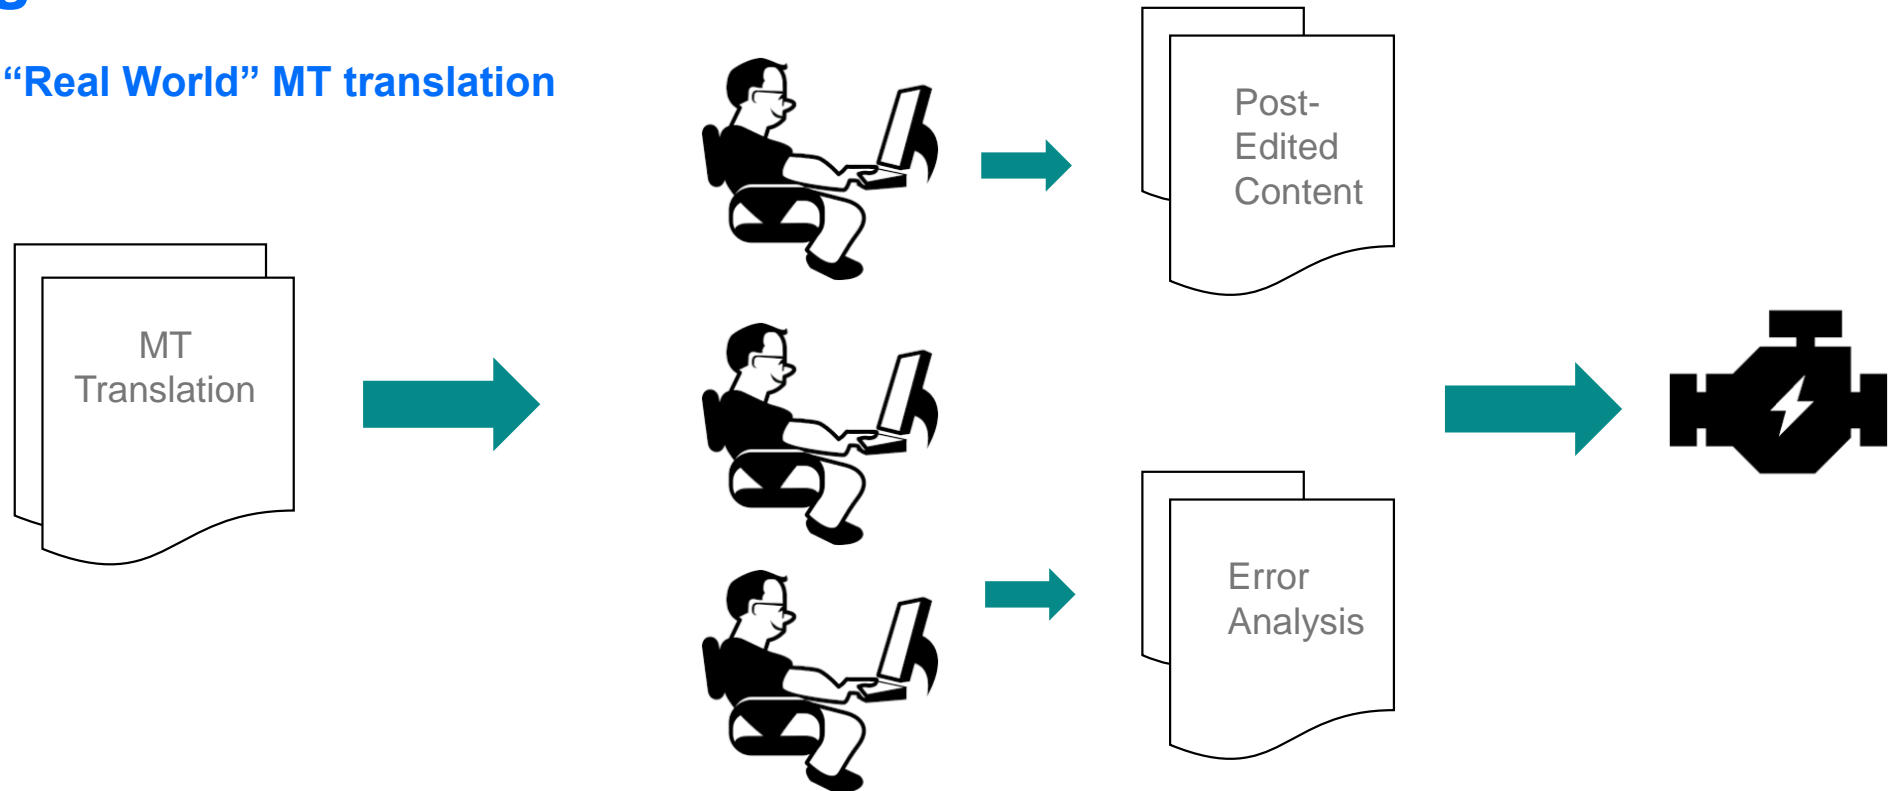 “Real World” MT translation
MT
Translation
Post-
Edited
Content
Error
Analysis